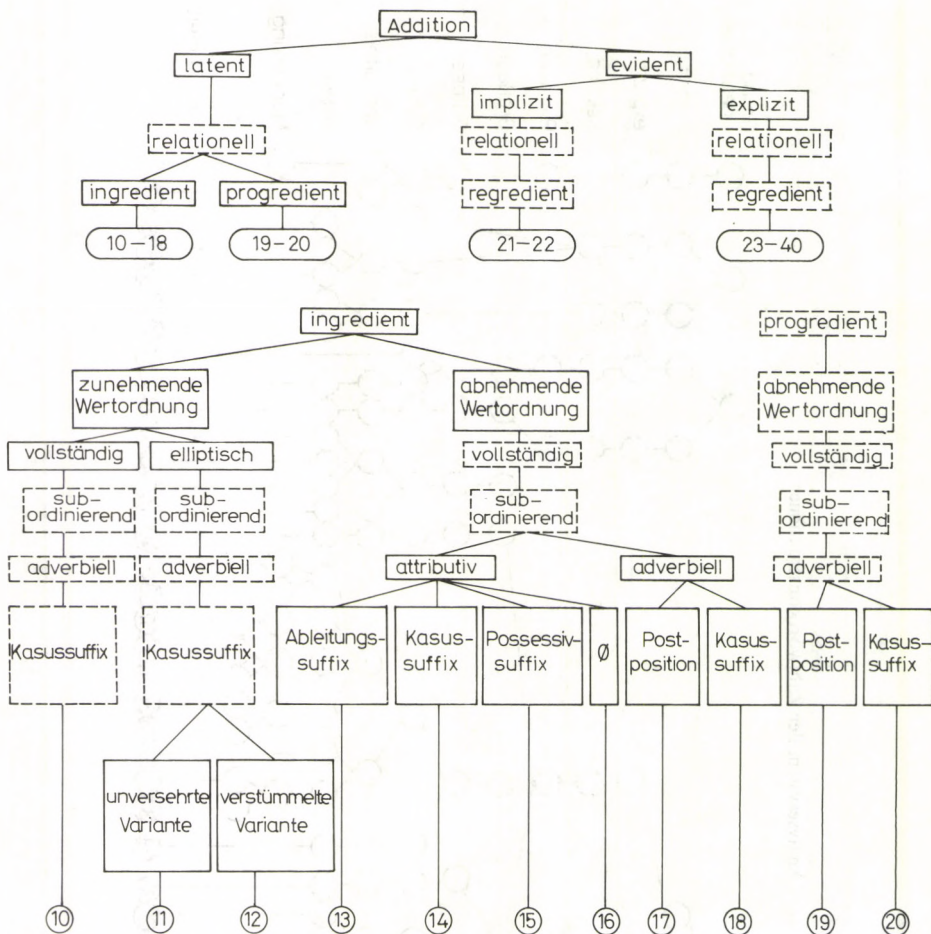 Addition
latent evident
implizit explizit
relationell relationell relationell
ingredient progredient regredient regredient
10–18 19–20 21–22 23–40
ingredient progredient
zunehmende abnehmende abnehmende
Wertordnung Wertordnung Wertordnung
vollständig elliptisch vollständig vollständig
sub- sub- sub- sub-
ordinierend ordinierend ordinierend ordinierend
adverbiell adverbiell attributiv adverbiell adverbiell
Kasussuffix Kasussuffix Ableitungs- Kasus- Possessiv- Ø Post- Kasus- Post- Kasus-
suffix suffix suffix position suffix position suffix
unversehrte verstümmelte
Variante Variante
10 11 12 13 14 15 16 17 18 19 20